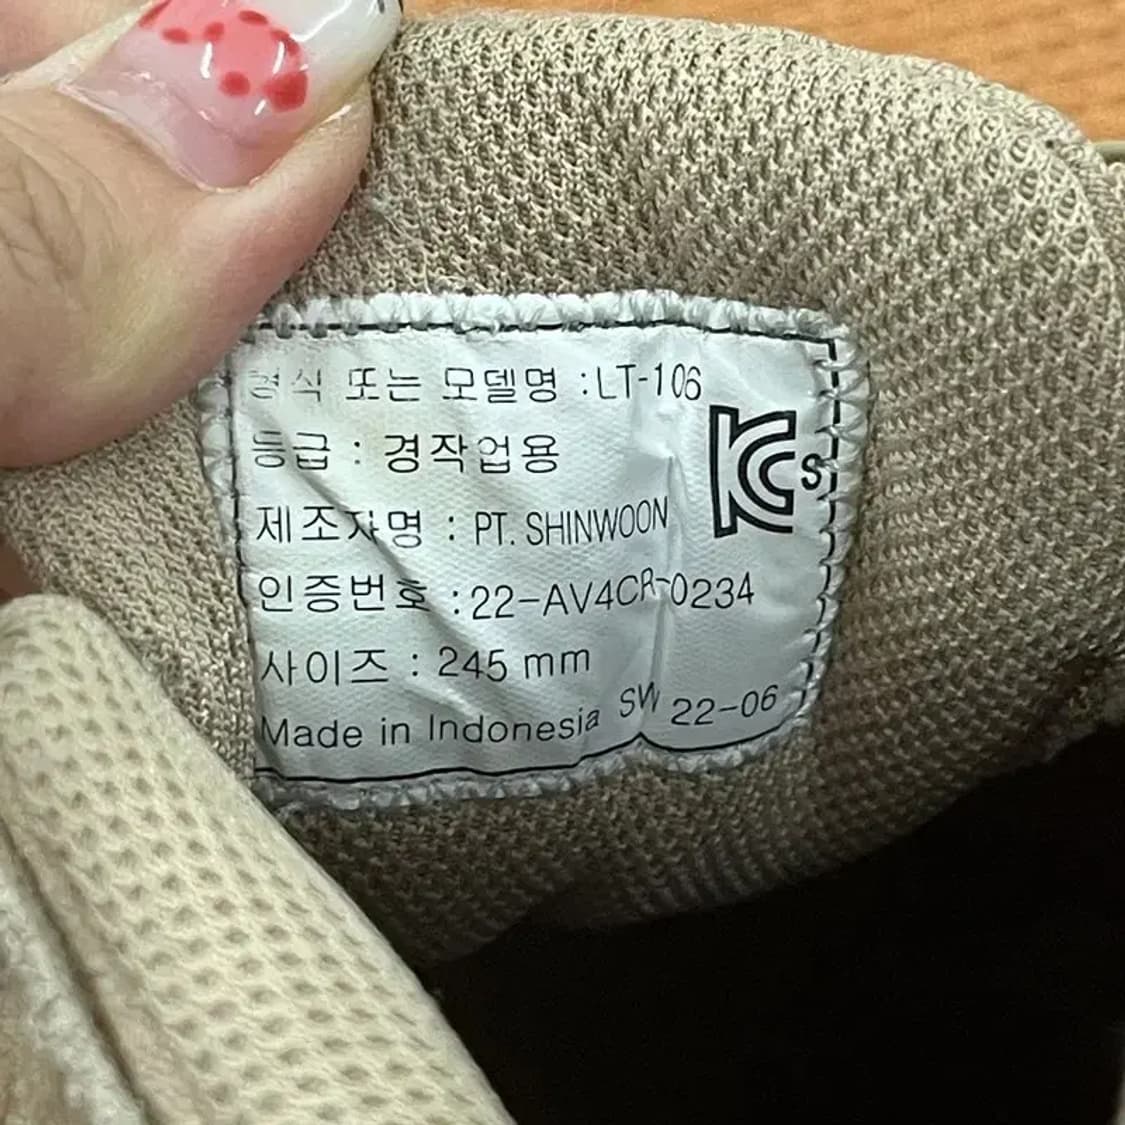 형식 또는 모델명 : LT-106
등급 : 경작업용
제조자명 : PT. SHINWOON
인증번호 : 22-AV4CR-0234
사이즈 : 245 mm
Made in Indonesia SW 22-06
KCs